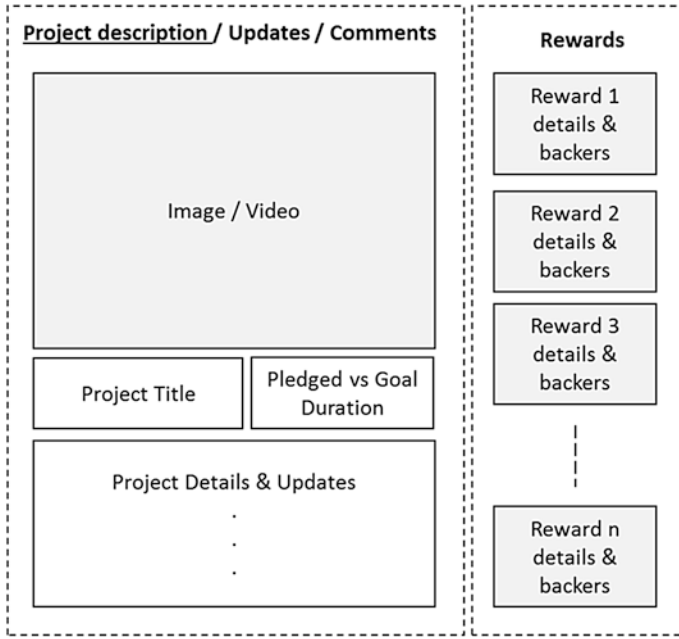 Project description / Updates / Comments
Image / Video
Project Title
Pledged vs Goal
Duration
Project Details & Updates
.
.
.
Rewards
Reward 1
details &
backers
Reward 2
details &
backers
Reward 3
details &
backers
Reward n
details &
backers